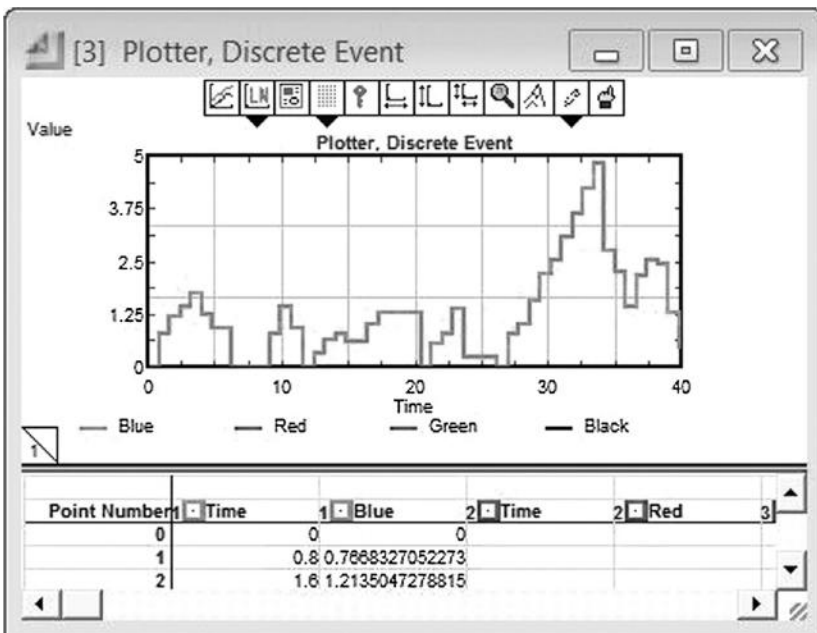 [3] Plotter, Discrete Event
LN
Value
Plotter, Discrete Event
5
3.75
2.5
1.25
0
0 10 20 30 40
Time
Blue Red Green Black
1
Point Number 1 Time 1 Blue 2 Time 2 Red 3
0 0 0
1 0.8 0.7668327052273
2 1.6 1.2135047278815